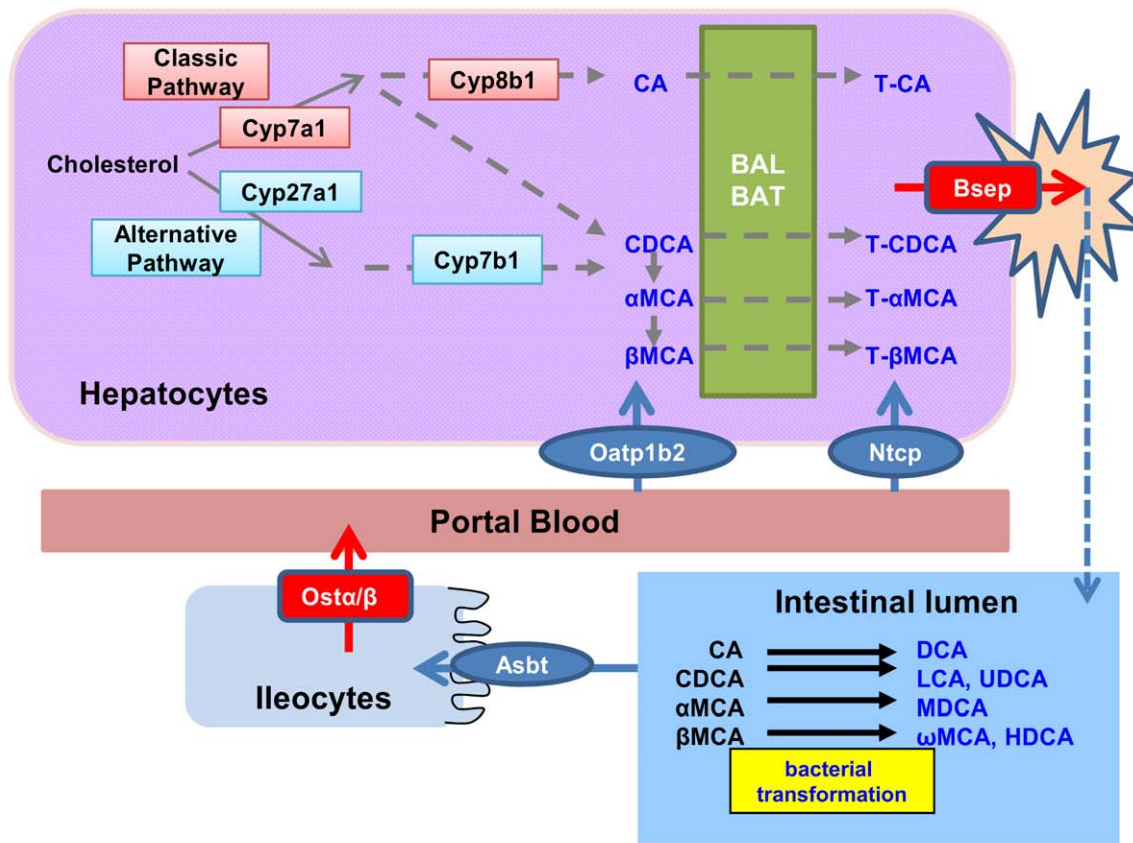 Classic
Pathway
Cyp8b1
CA
T-CA
Cyp7a1
Cholesterol
Cyp27a1
BAL
BAT
Bsep
Alternative
Pathway
Cyp7b1
CDCA
T-CDCA
αMCA
T-αMCA
βMCA
T-βMCA
Hepatocytes
Oatp1b2
Ntcp
Portal Blood
Ostα/β
Ileocytes
Asbt
Intestinal lumen
CA
DCA
CDCA
LCA, UDCA
αMCA
MDCA
βMCA
ωMCA, HDCA
bacterial
transformation